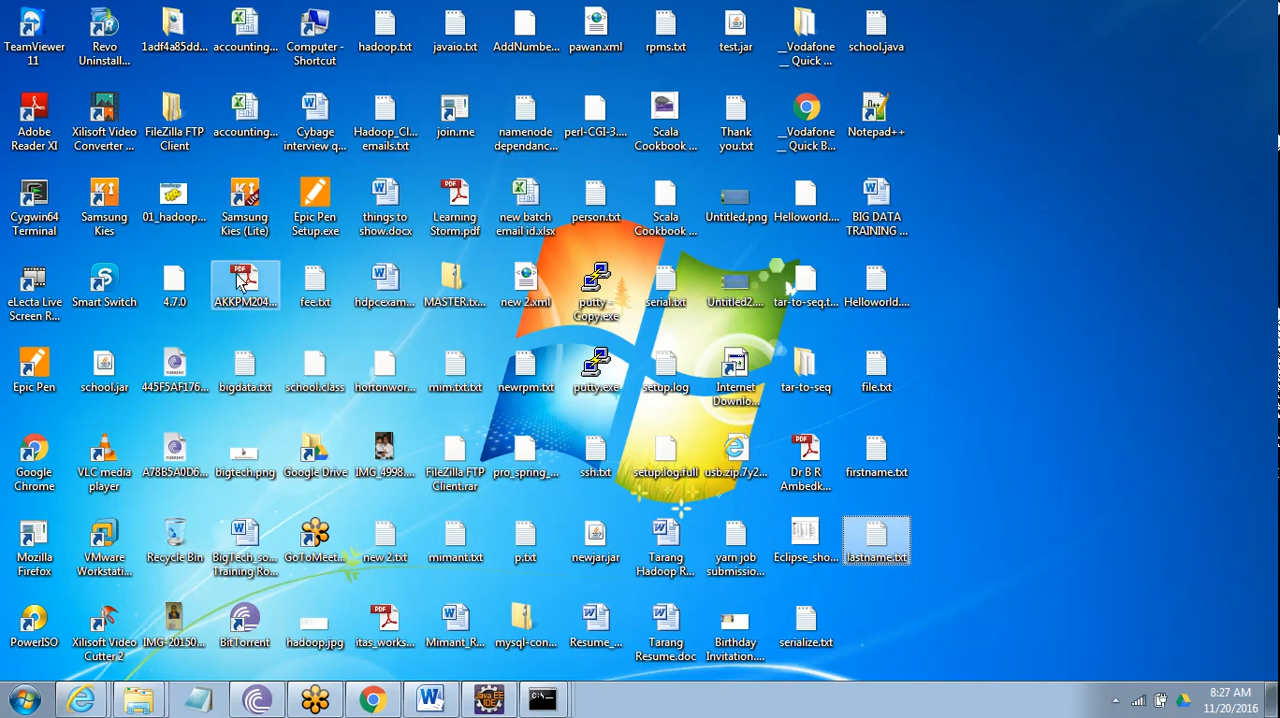 TeamViewer
11
Revo
Uninstall...
1adf4a85dd...
accounting...
Computer -
Shortcut
hadoop.txt
javaio.txt
AddNumbe...
pawan.xml
rpms.txt
test.jar
__Vodafone
__ Quick ...
school.java
Adobe
Reader XI
Xilisoft Video
Converter ...
FileZilla FTP
Client
accounting...
Cybage
interview q...
Hadoop_Cl...
emails.txt
join.me
namenode
dependanc...
perl-CGI-3....
Scala
Cookbook ...
Thank
you.txt
__Vodafone
__ Quick B...
Notepad++
Cygwin64
Terminal
Samsung
Kies
01_hadoop...
Samsung
Kies (Lite)
Epic Pen
Setup.exe
things to
show.docx
Learning
Storm.pdf
new batch
email id.xlsx
person.txt
Scala
Cookbook ...
Untitled.png
Helloworld....
BIG DATA
TRAINING ...
eLecta Live
Screen R...
Smart Switch
4.7.0
AKKPM204...
fee.txt
hdpcexam...
MASTER.tx...
new 2.xml
putty -
Copy.exe
serial.txt
Untitled2....
tar-to-seq.t...
Helloworld....
Epic Pen
school.jar
445F5AF176...
bigdata.txt
school.class
hortonwor...
mim.txt.txt
newrpm.txt
putty.exe
setup.log
Internet
Downlo...
tar-to-seq
file.txt
Google
Chrome
VLC media
player
A78B5A0D6...
bigtech.png
Google Drive
IMG_4998....
FileZilla FTP
Client.rar
pro_spring_...
ssh.txt
setup.log.full
usb.zip.7y2...
Dr B R
Ambedk...
firstname.txt
Mozilla
Firefox
VMware
Workstati...
Recycle Bin
BigTech_so...
Training Ro...
GoToMeet...
new 2.txt
mimant.txt
p.txt
newjar.jar
Tarang
Hadoop R...
yarn job
submissio...
Eclipse_sho...
lastname.txt
PowerISO
Xilisoft Video
Cutter 2
IMG-20150...
BitTorrent
hadoop.jpg
itas_works...
Mimant_R...
mysql-con...
Resume_...
Tarang
Resume.doc
Birthday
Invitation....
serialize.txt
8:27 AM
11/20/2016